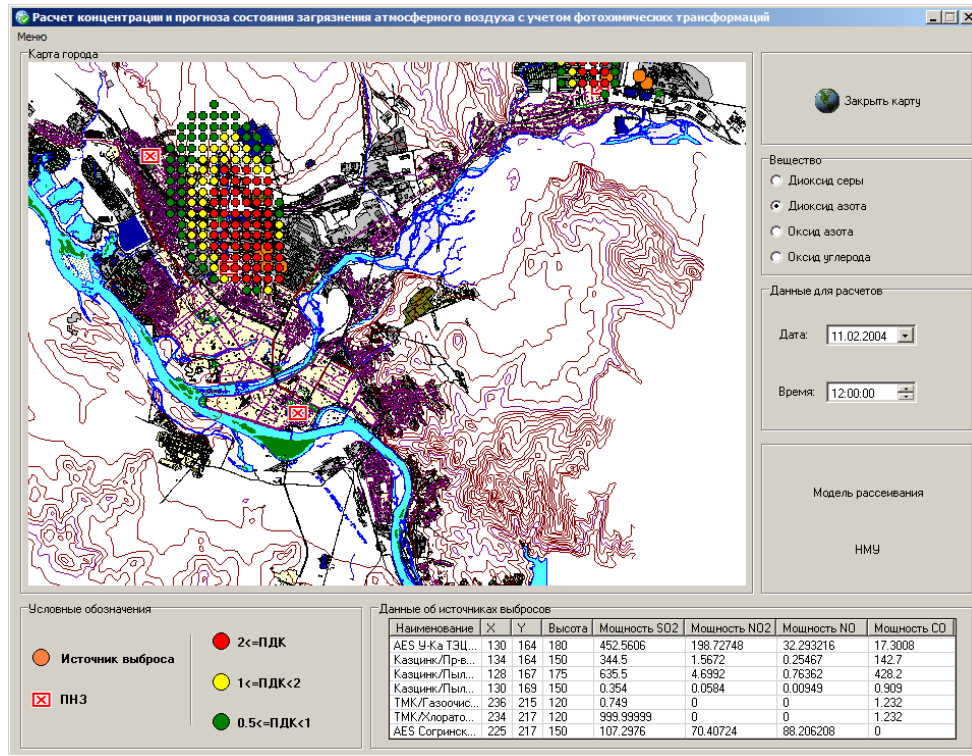 Расчет концентрации и прогноза состояния загрязнения атмосферного воздуха с учетом фотохимических трансформаций
Меню
Карта города
Закрыть карту
Вещество
Диоксид серы
Диоксид азота
Оксид азота
Оксид углерода
Данные для расчетов
Дата: 11.02.2004
Время: 12:00:00
Модель рассеивания
НМУ
Условные обозначения
Источник выброса
ПНЗ
2<=ПДК
1<=ПДК<2
0.5<=ПДК<1
Данные об источниках выбросов
Наименование X Y Высота Мощность SO2 Мощность NO2 Мощность NO Мощность CO
AES У-Ка ТЭЦ... 130 164 180 452.5606 198.72748 32.293216 17.3008
Казцинк/Пр-в... 134 164 150 344.5 1.5672 0.25467 142.7
Казцинк/Пыл... 128 167 175 635.5 4.6992 0.76362 428.2
Казцинк/Пыл... 130 169 150 0.354 0.0584 0.00949 0.909
ТМК/Газоочис... 236 215 120 0.749 0 0 1.232
ТМК/Хлорато... 234 217 120 999.99999 0 0 1.232
AES Согринск... 225 217 150 107.2976 70.40724 88.206208 0